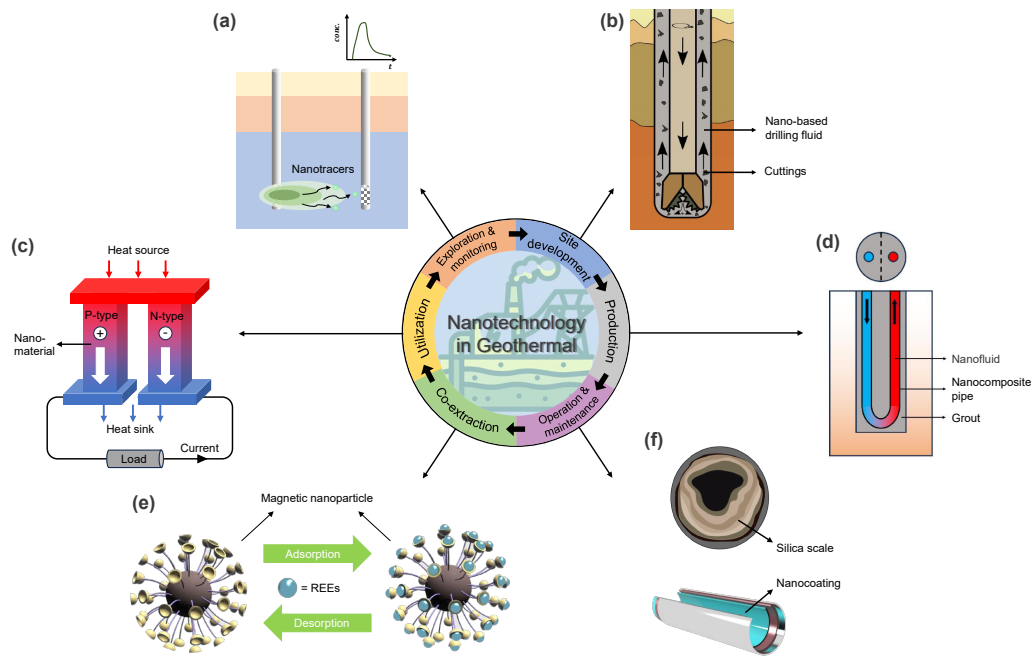 (a)
conc.
t
Nanotracers
(b)
Nano-based
drilling fluid
Cuttings
(c)
Heat source
P-type
N-type
+
-
Nano-
material
Heat sink
Current
Load
Exploration &
monitoring
Site
development
Production
Operation &
maintenance
Co-extraction
Utilization
Nanotechnology
in Geothermal
(d)
Nanofluid
Nanocomposite
pipe
Grout
(e)
Magnetic nanoparticle
Adsorption
= REEs
Desorption
(f)
Silica scale
Nanocoating